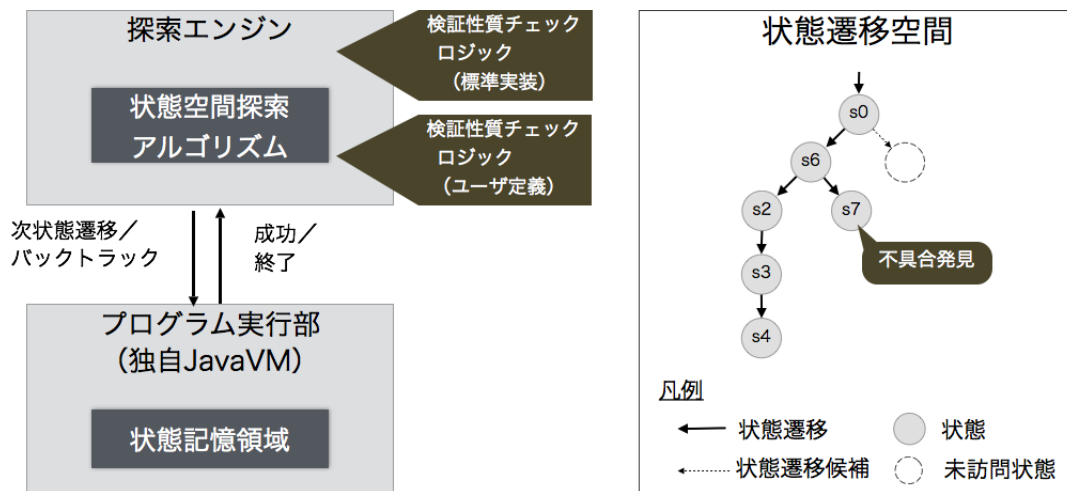 探索エンジン
状態空間探索
アルゴリズム
検証性質チェック
ロジック
（標準実装）
検証性質チェック
ロジック
（ユーザ定義）
次状態遷移／
バックトラック
成功／
終了
プログラム実行部
（独自JavaVM）
状態記憶領域
状態遷移空間
s0
s6
s2
s7
不具合発見
s3
s4
凡例
状態遷移
状態
状態遷移候補
未訪問状態